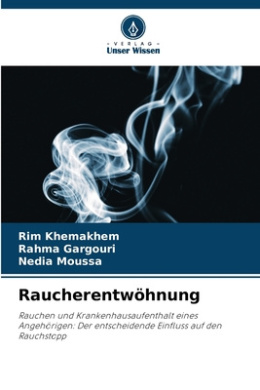 VERLAG
Unser Wissen
Rim Khemakhem
Rahma Gargouri
Nedia Moussa
Raucherentwöhnung
Rauchen und Krankenhausaufenthalt eines
Angehörigen: Der entscheidende Einfluss auf den
Rauchstopp